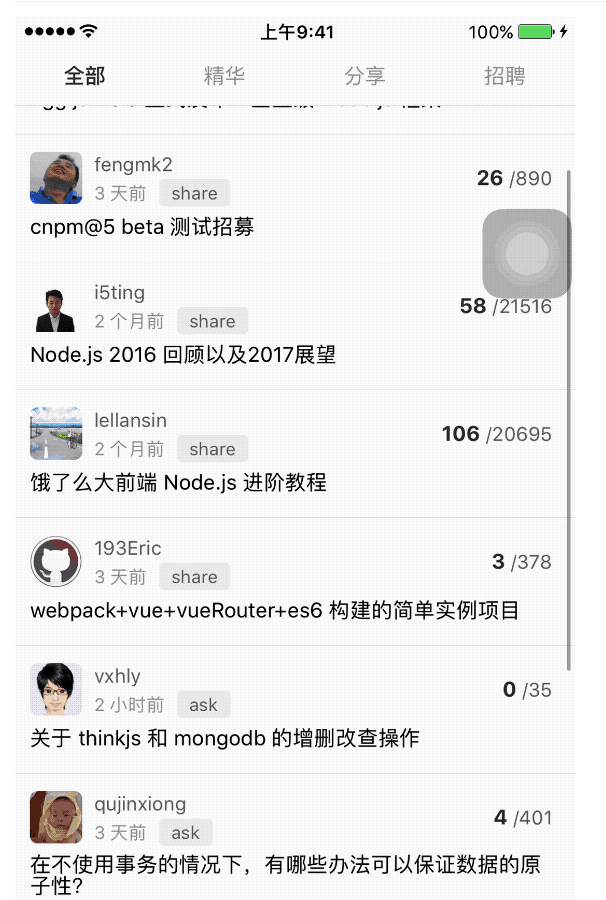 上午9:41
100%
全部 精华 分享 招聘
fengmk2
26 /890
3 天前 share
cnpm@5 beta 测试招募
i5ting
58 /21516
2 个月前 share
Node.js 2016 回顾以及2017展望
lellansin
106 /20695
2 个月前 share
饿了么大前端 Node.js 进阶教程
193Eric
3 /378
3 天前 share
webpack+vue+vueRouter+es6 构建的简单实例项目
vxhly
0 /35
2 小时前 ask
关于 thinkjs 和 mongodb 的增删改查操作
qujinxiong
4 /401
3 天前 ask
在不使用事务的情况下，有哪些办法可以保证数据的原
子性?